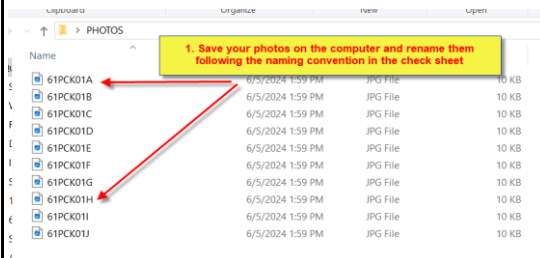 Clipboard Organize New Open
> PHOTOS
Name
1. Save your photos on the computer and rename them
following the naming convention in the check sheet
61PCK01A 6/5/2024 1:59 PM JPG File 10 KB
61PCK01B 6/5/2024 1:59 PM JPG File 10 KB
61PCK01C 6/5/2024 1:59 PM JPG File 10 KB
61PCK01D 6/5/2024 1:59 PM JPG File 10 KB
61PCK01E 6/5/2024 1:59 PM JPG File 10 KB
61PCK01F 6/5/2024 1:59 PM JPG File 10 KB
61PCK01G 6/5/2024 1:59 PM JPG File 10 KB
61PCK01H 6/5/2024 1:59 PM JPG File 10 KB
61PCK01I 6/5/2024 1:59 PM JPG File 10 KB
61PCK01J 6/5/2024 1:59 PM JPG File 10 KB